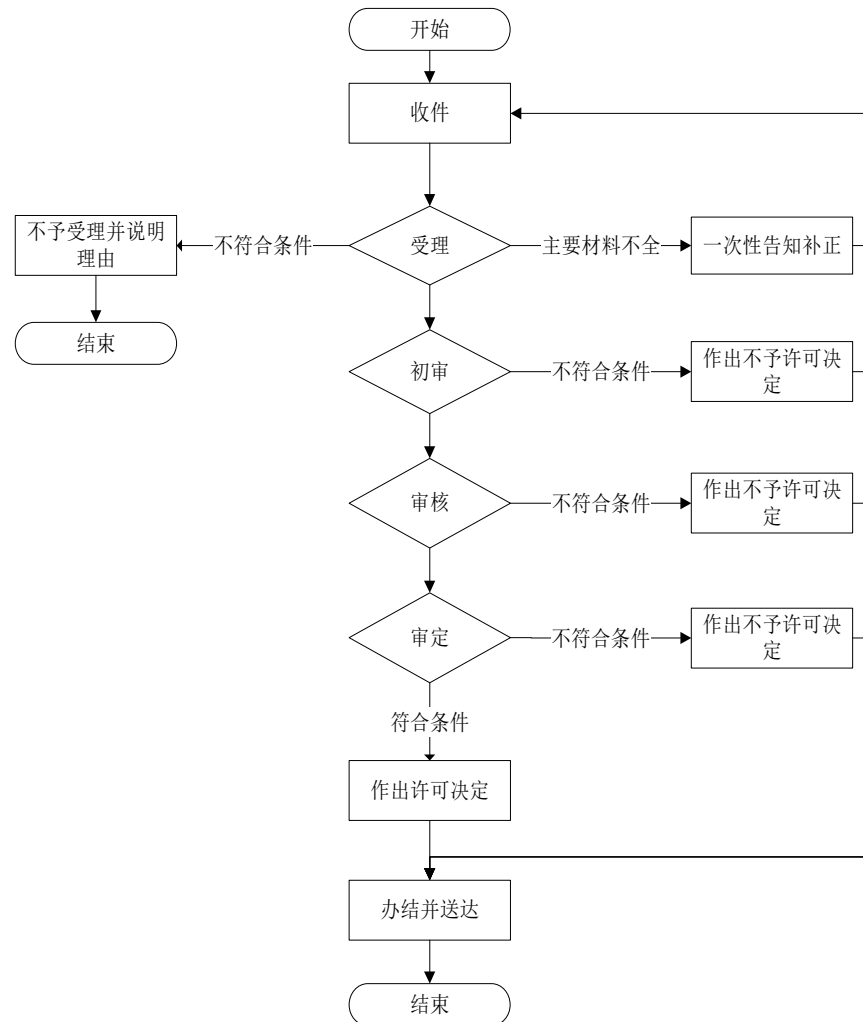 开始
收件
不予受理并说明
理由
不符合条件
受理
主要材料不全
一次性告知补正
结束
初审
不符合条件
作出不予许可决
定
审核
不符合条件
作出不予许可决
定
审定
不符合条件
作出不予许可决
定
符合条件
作出许可决定
办结并送达
结束